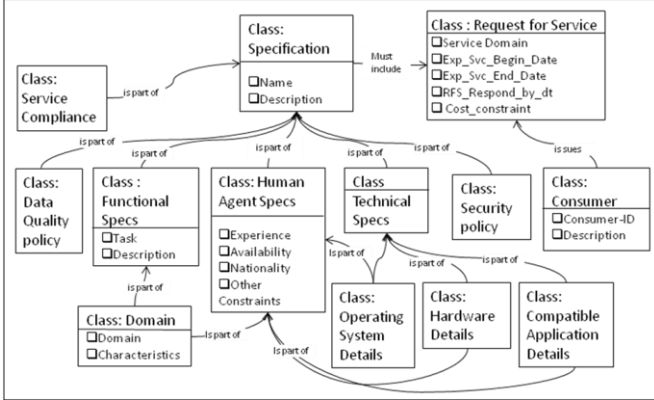 Class:
Specification
❑Name
❑Description
Must
include
Class : Request for Service
❑Service Domain
❑Exp_Svc_Begin_Date
❑Exp_Svc_End_Date
❑RFS_Respond_by_dt
❑Cost_constraint
Class:
Service
Compliance
is part of
is part of
is part of
is part of
is part of
is part of
is sues
Class:
Data
Quality
policy
Class :
Functional
Specs
❑Task
❑Description
Class: Human
Agent Specs
❑Experience
❑Availability
❑Nationality
❑Other
Constraints
Class
Technical
Specs
Class:
Security
policy
Class:
Consumer
❑Consumer-ID
❑Description
is part of
Is part of
is part of
is part of
Class: Domain
❑Domain
❑Characteristics
Is part of
Class:
Operating
System
Details
Class:
Hardware
Details
Class:
Compatible
Application
Details
Is part of